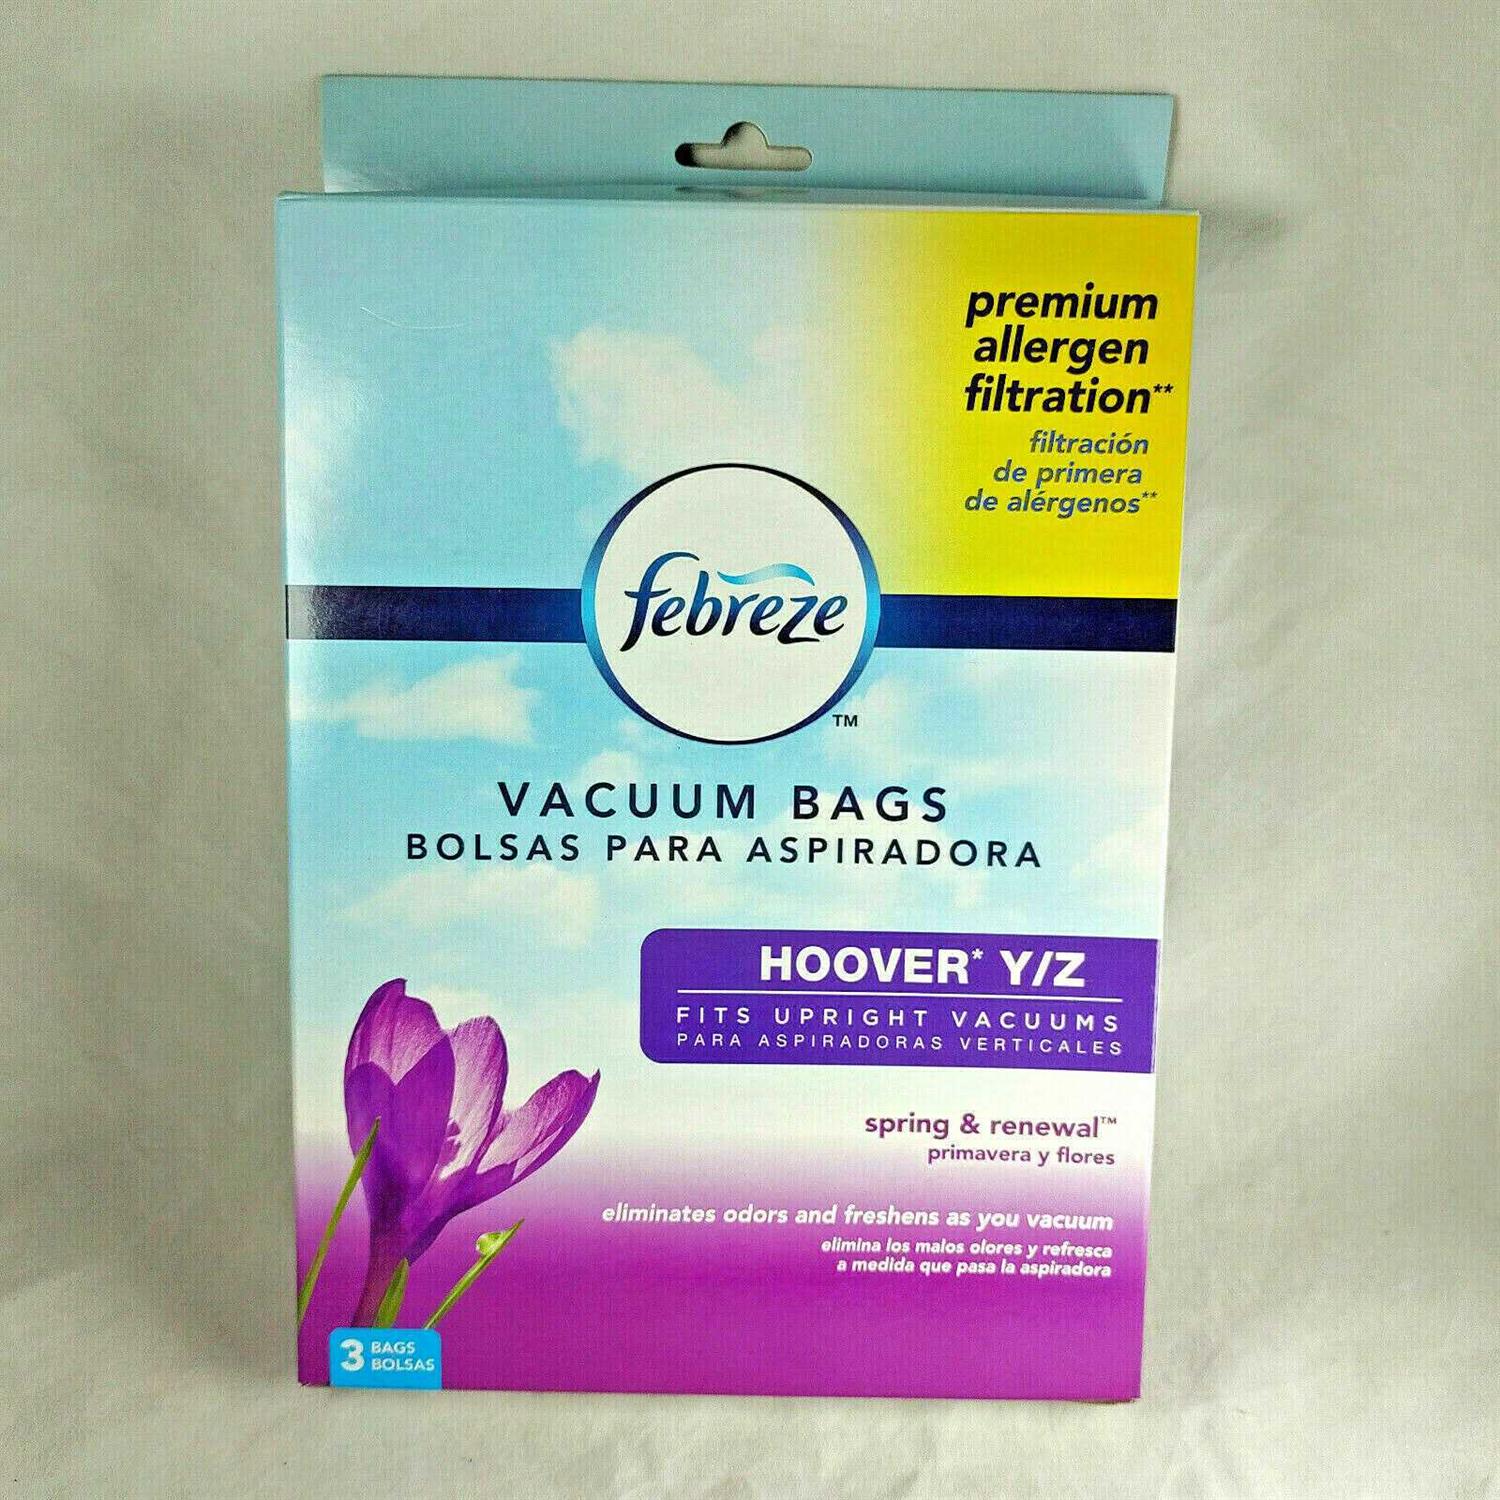 premium
allergen
filtration**
filtración
de primera
de alérgenos**
febreze
TM
VACUUM BAGS
BOLSAS PARA ASPIRADORA
HOOVER* Y/Z
FITS UPRIGHT VACUUMS
PARA ASPIRADORAS VERTICALES
spring & renewal™
primavera y flores
eliminates odors and freshens as you vacuum
elimina los malos olores y refresca
a medida que pasa la aspiradora
3 BAGS
BOLSAS